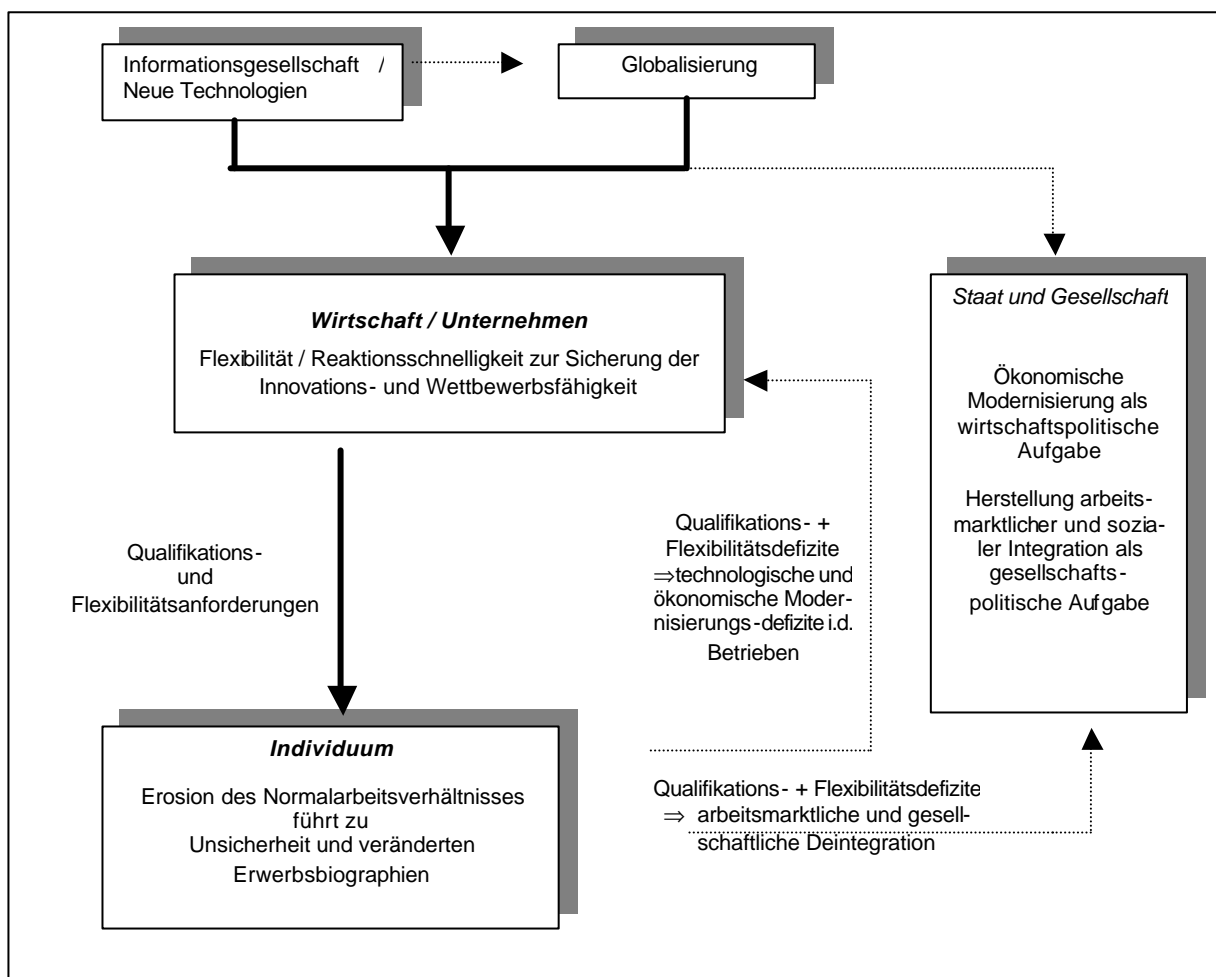 Informationsgesellschaft /
Neue Technologien
Globalisierung
Wirtschaft / Unternehmen
Flexibilität / Reaktionsschnelligkeit zur Sicherung der
Innovations- und Wettbewerbsfähigkeit
Staat und Gesellschaft
Ökonomische
Modernisierung als
wirtschaftspolitische
Aufgabe
Herstellung arbeits-
marktlicher und sozia-
ler Integration als
gesellschafts-
politische Aufgabe
Qualifikations-
und
Flexibilitätsanforderungen
Qualifikations- +
Flexibilitätsdefizite
⇒technologische und
ökonomische Moder-
nisierungs-defizite i.d.
Betrieben
Individuum
Erosion des Normalarbeitsverhältnisses
führt zu
Unsicherheit und veränderten
Erwerbsbiographien
Qualifikations- + Flexibilitätsdefizite
⇒ arbeitsmarktliche und gesell-
schaftliche Deintegration